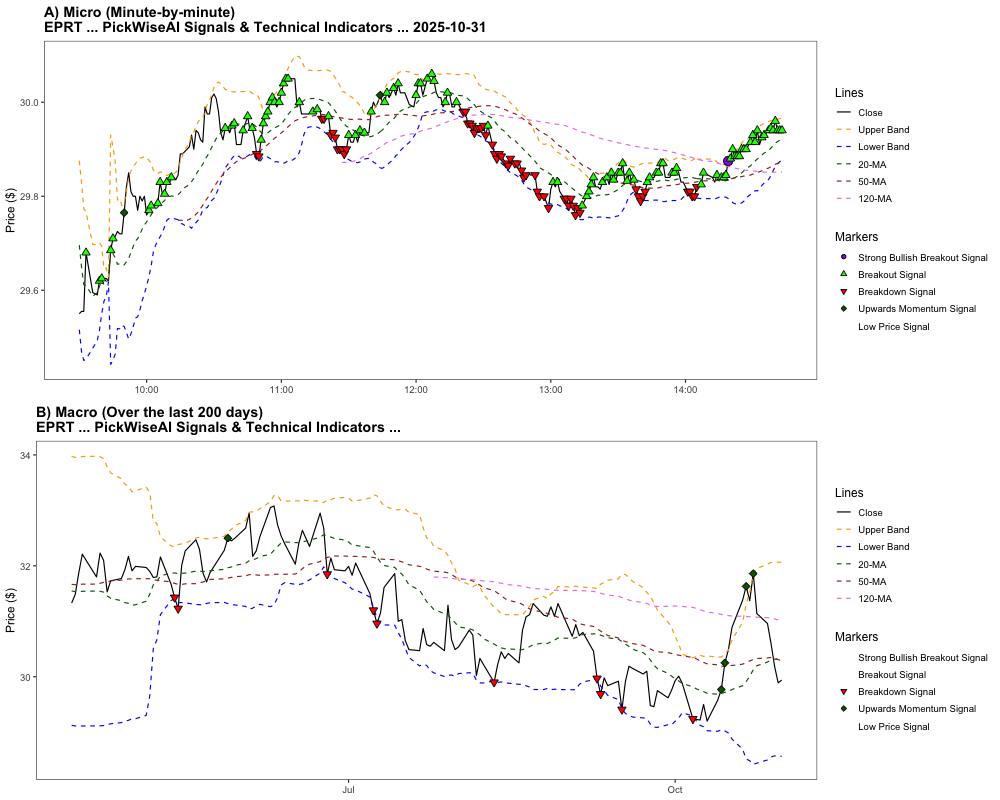 A) Micro (Minute-by-minute)
EPRT ... PickWiseAI Signals & Technical Indicators ... 2025-10-31
Price ($)
30.0
29.8
29.6
10:00
11:00
12:00
13:00
14:00
Lines
Close
Upper Band
Lower Band
20-MA
50-MA
120-MA
Markers
Strong Bullish Breakout Signal
Breakout Signal
Breakdown Signal
Upwards Momentum Signal
Low Price Signal
B) Macro (Over the last 200 days)
EPRT ... PickWiseAI Signals & Technical Indicators ...
Price ($)
34
32
30
Jul
Oct
Lines
Close
Upper Band
Lower Band
20-MA
50-MA
120-MA
Markers
Strong Bullish Breakout Signal
Breakout Signal
Breakdown Signal
Upwards Momentum Signal
Low Price Signal